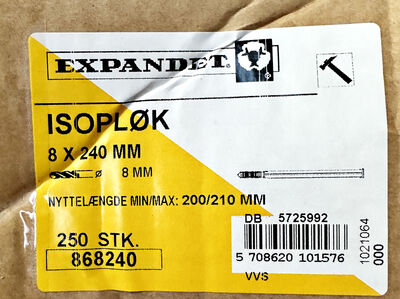 EXPANDET®
ISOPLØK
8 X 240 MM
ø 8 MM
NYTTELÆNGDE MIN/MAX: 200/210 MM
DB 5725992
250 STK.
868240
5 708620 101576
VVS
1021064
000